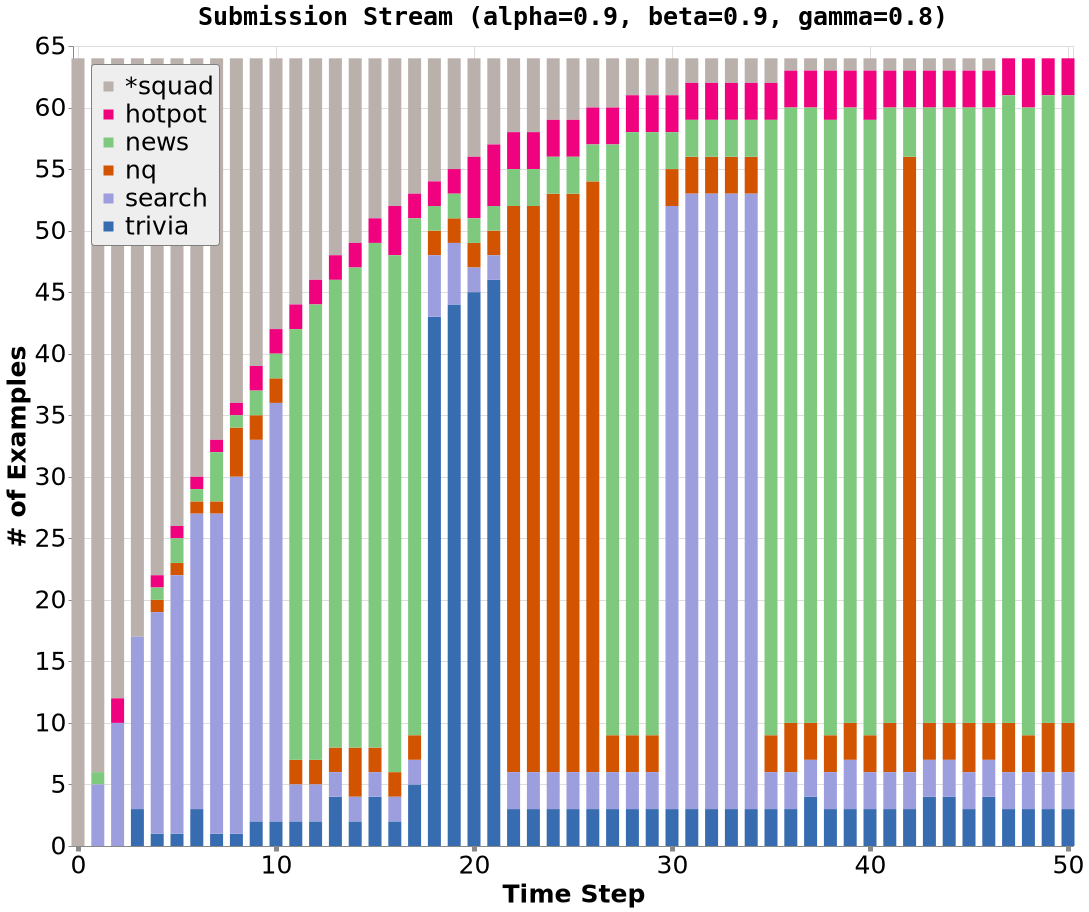 Submission Stream (alpha=0.9, beta=0.9, gamma=0.8)
65
60
55
50
45
40
35
30
25
20
15
10
5
0
# of Examples
*squad
hotpot
news
nq
search
trivia
0 10 20 30 40 50
Time Step